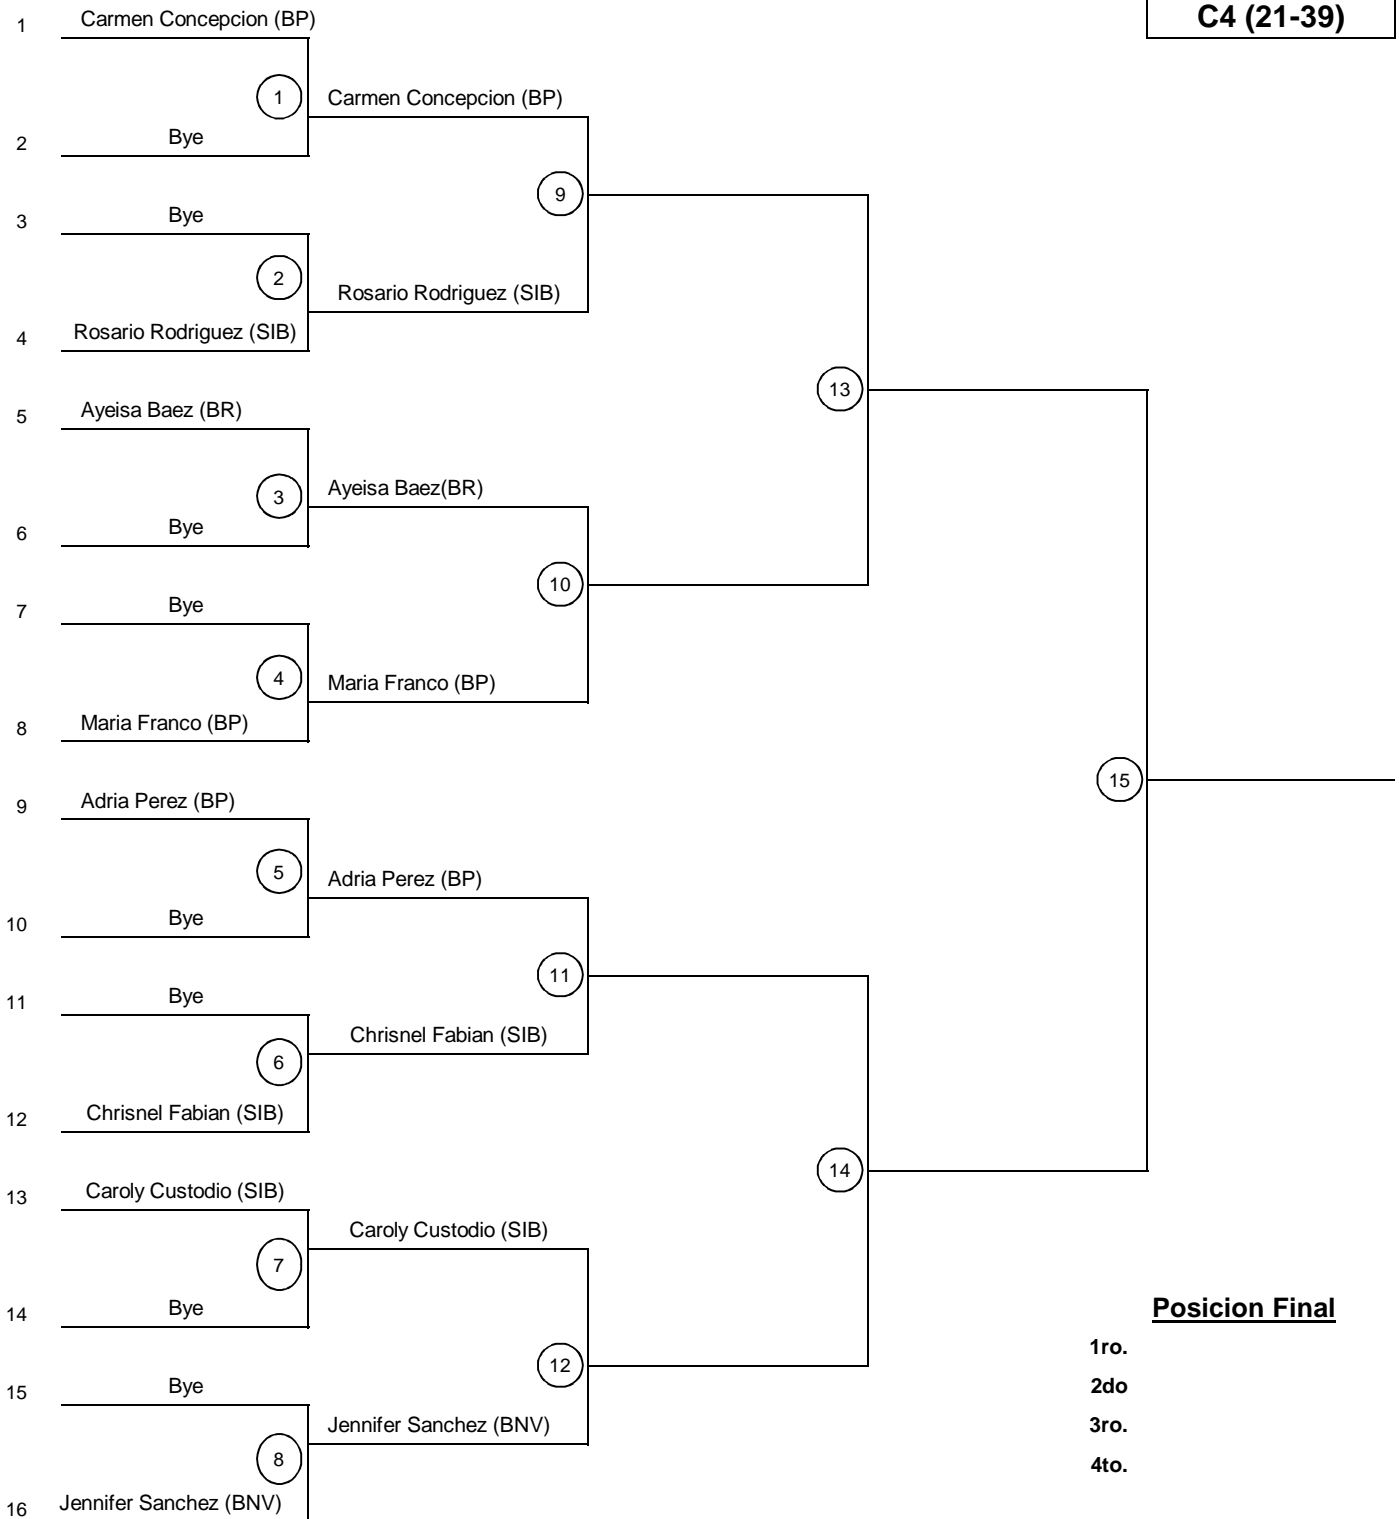 C4 (21-39)
1 Carmen Concepcion (BP)
1 Carmen Concepcion (BP)
2 Bye
9
3 Bye
2
Rosario Rodriguez (SIB)
4 Rosario Rodriguez (SIB)
13
5 Ayeisa Baez (BR)
3 Ayeisa Baez(BR)
6 Bye
10
7 Bye
4 Maria Franco (BP)
8 Maria Franco (BP)
15
9 Adria Perez (BP)
5 Adria Perez (BP)
10 Bye
11
11 Bye
Chrisnel Fabian (SIB)
6
12 Chrisnel Fabian (SIB)
14
13 Caroly Custodio (SIB)
Caroly Custodio (SIB)
7
14 Bye
Posicion Final
1ro.
12
15 Bye
2do
Jennifer Sanchez (BNV)
3ro.
8
4to.
16 Jennifer Sanchez (BNV)